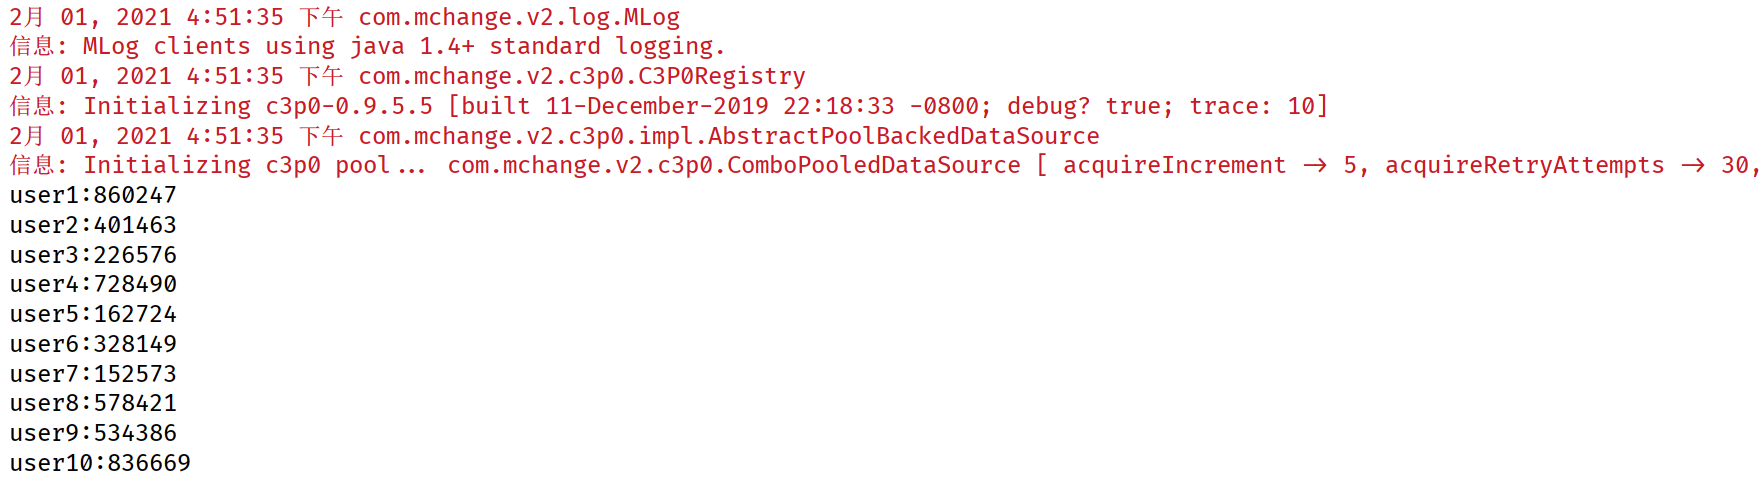 2月 01, 2021 4:51:35 下午 com.mchange.v2.log.MLog
信息: MLog clients using java 1.4+ standard logging.
2月 01, 2021 4:51:35 下午 com.mchange.v2.c3p0.C3P0Registry
信息: Initializing c3p0-0.9.5.5 [built 11-December-2019 22:18:33 -0800; debug? true; trace: 10]
2月 01, 2021 4:51:35 下午 com.mchange.v2.c3p0.impl.AbstractPoolBackedDataSource
信息: Initializing c3p0 pool... com.mchange.v2.c3p0.ComboPooledDataSource [ acquireIncrement -> 5, acquireRetryAttempts -> 30,
user1:860247
user2:401463
user3:226576
user4:728490
user5:162724
user6:328149
user7:152573
user8:578421
user9:534386
user10:836669